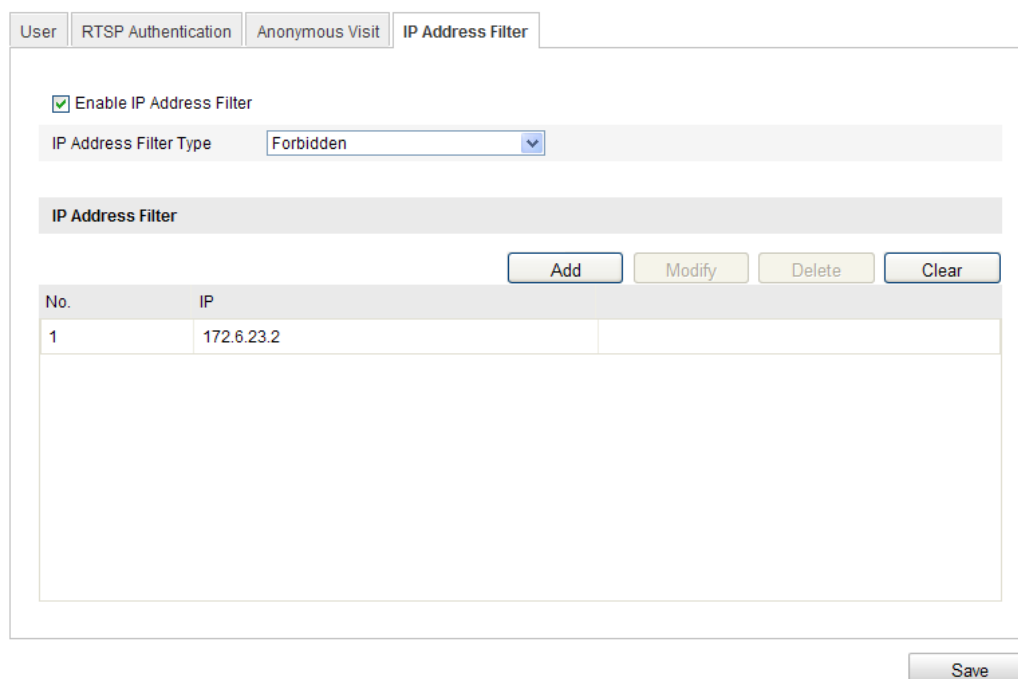 User RTSP Authentication Anonymous Visit IP Address Filter
Enable IP Address Filter
IP Address Filter Type Forbidden
IP Address Filter
Add Modify Delete Clear
No. IP
1 172.6.23.2
Save